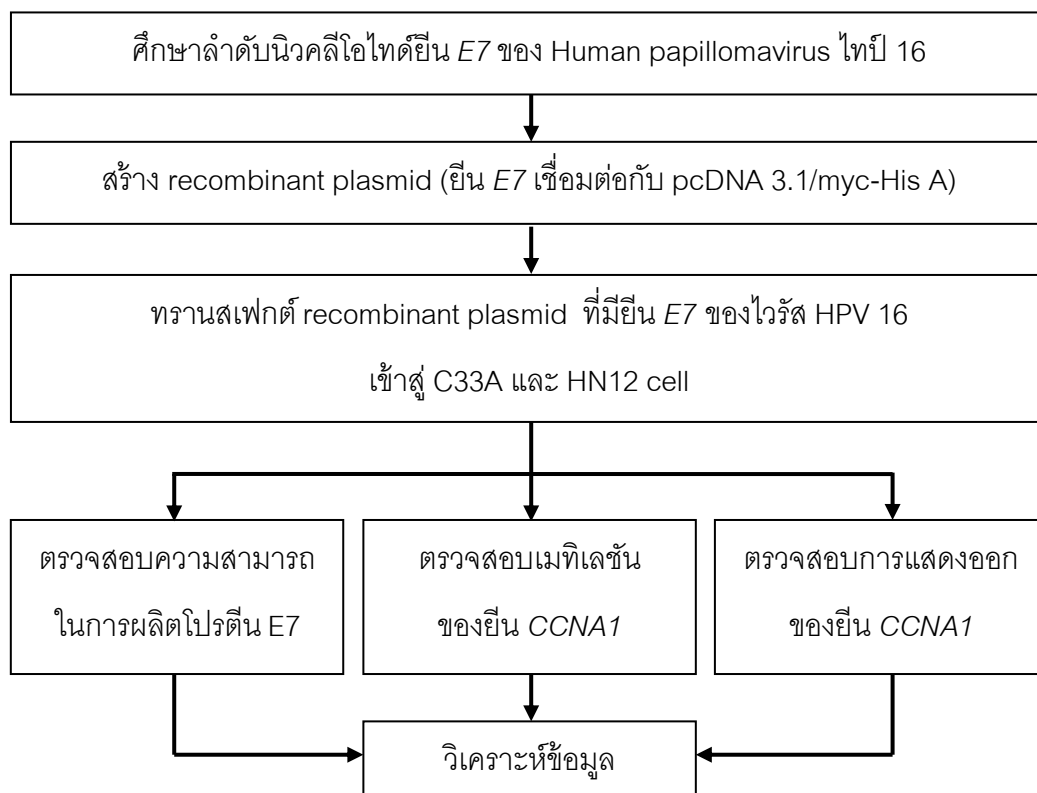 ศึกษาลำดับนิวคลีโอไทด์ยีน E7 ของ Human papillomavirus ไทป์ 16
สร้าง recombinant plasmid (ยีน E7 เชื่อมต่อกับ pcDNA 3.1/myc-His A)
ทรานสเฟกต์ recombinant plasmid ที่มียีน E7 ของไวรัส HPV 16
เข้าสู่ C33A และ HN12 cell
ตรวจสอบความสามารถ
ในการผลิตโปรตีน E7
ตรวจสอบเมทิเลชัน
ของยีน CCNA1
ตรวจสอบการแสดงออก
ของยีน CCNA1
วิเคราะห์ข้อมูล